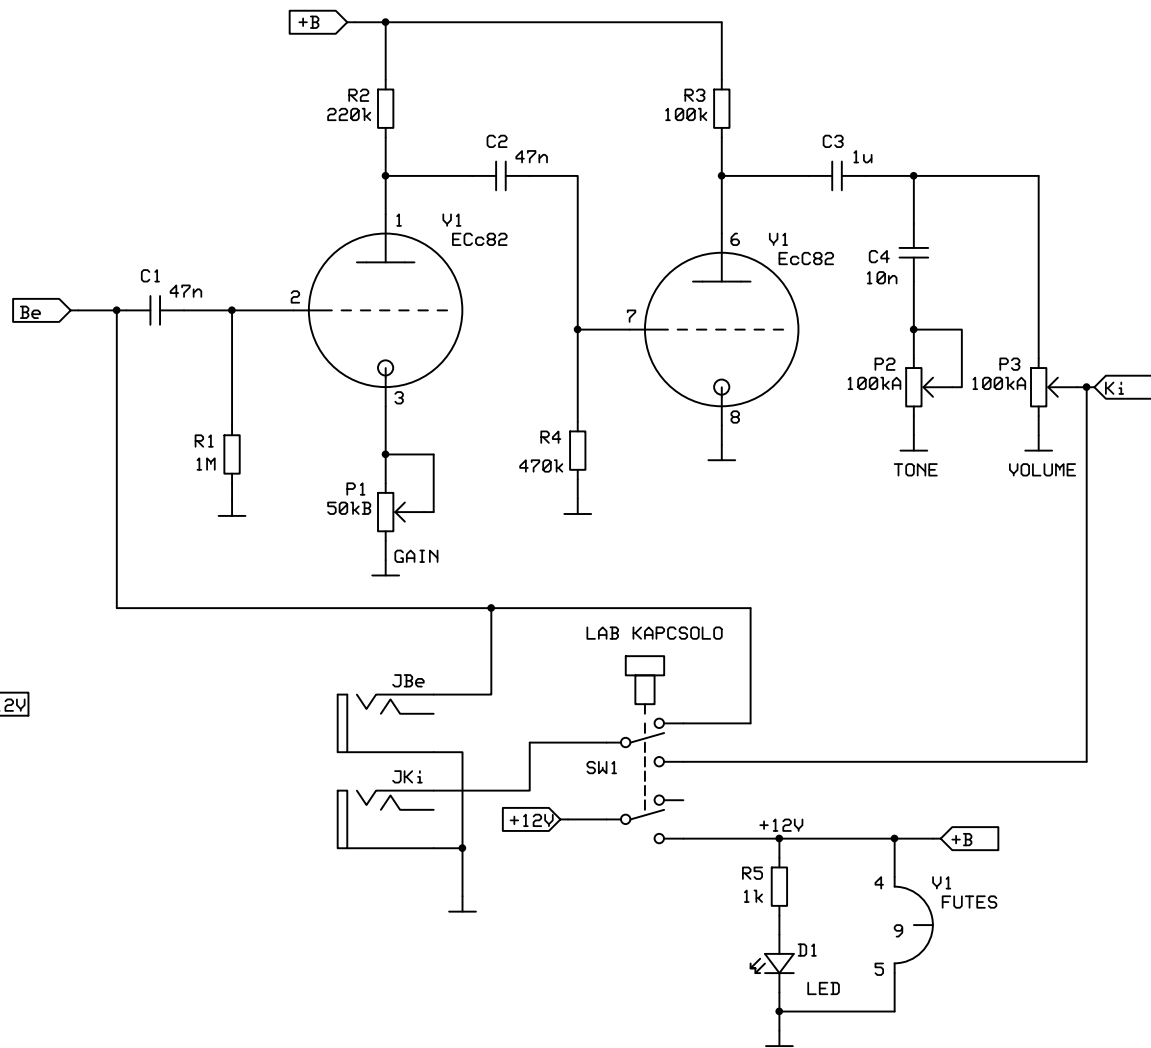 +B
R2
220k
R3
100k
C2
47n
C3
1u
1
V1
ECc82
6
V1
EcC82
C1
47n
2
C4
10n
Be
7
3
P2
100kA
P3
100kA
Ki
8
R1
1M
R4
470k
TONE
VOLUME
P1
50kB
GAIN
LAB KAPCSOLO
JBe
2V
SW1
JKi
+12V
+12V
+B
R5
1k
4
V1
FUTES
9
D1
5
LED